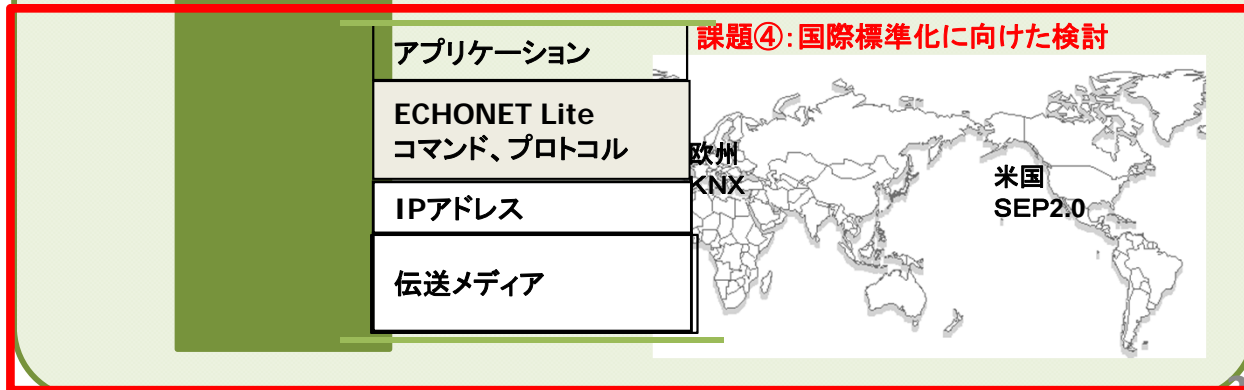 課題④:国際標準化に向けた検討
アプリケーション
ECHONET Lite
コマンド、プロトコル
IPアドレス
伝送メディア
欧州
KNX
米国
SEP2.0